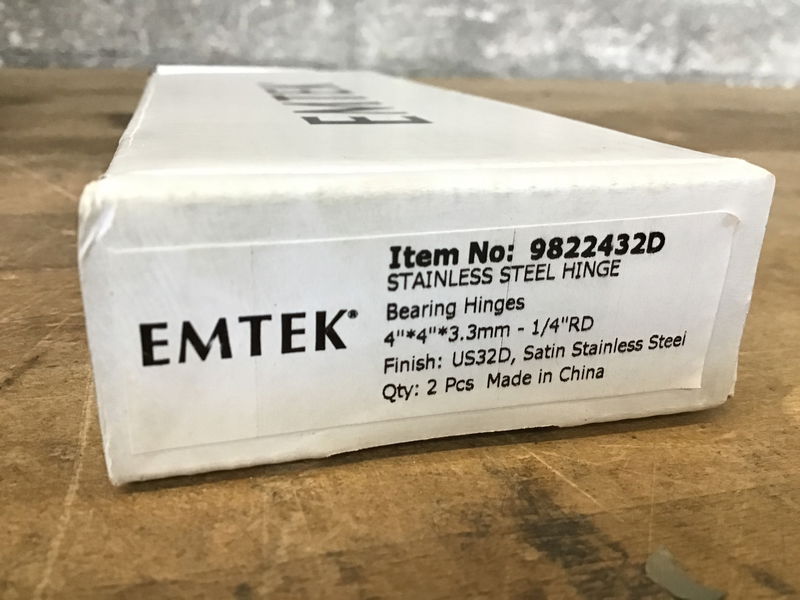 EMTEK
EMTEK®
Item No: 9822432D
STAINLESS STEEL HINGE
Bearing Hinges
4"*4"*3.3mm - 1/4"RD
Finish: US32D, Satin Stainless Steel
Qty: 2 Pcs Made in China